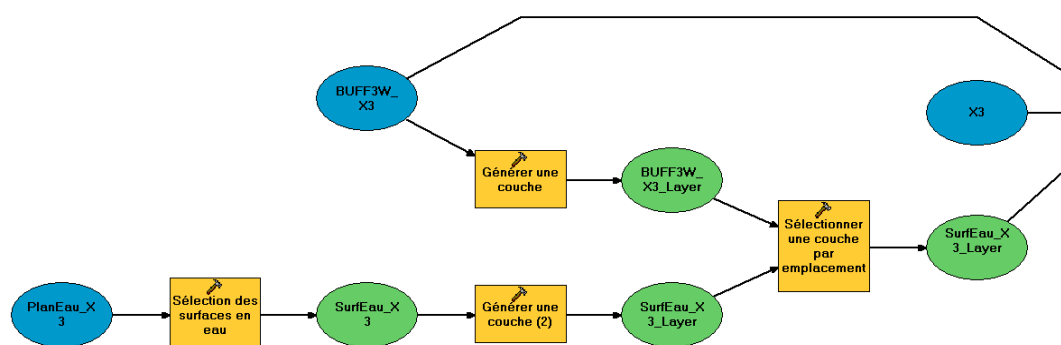 BUFF3W_
X3
X3
Générer une
couche
BUFF3W_
X3_Layer
Sélectionner
une couche
par
emplacement
SurfEau_X
3_Layer
PlanEau_X
3
Sélection des
surfaces en
eau
SurfEau_X
3
Générer une
couche (2)
SurfEau_X
3_Layer